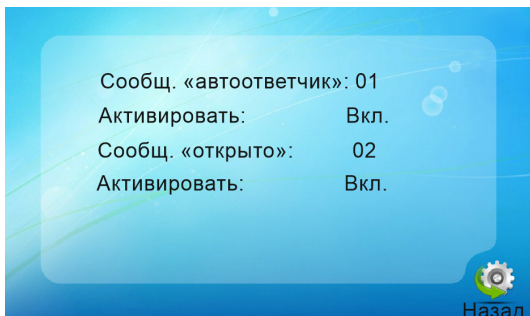 Сообщ. «автоответчик»: 01
Активировать: Вкл.
Сообщ. «открыто»: 02
Активировать: Вкл.
Назад